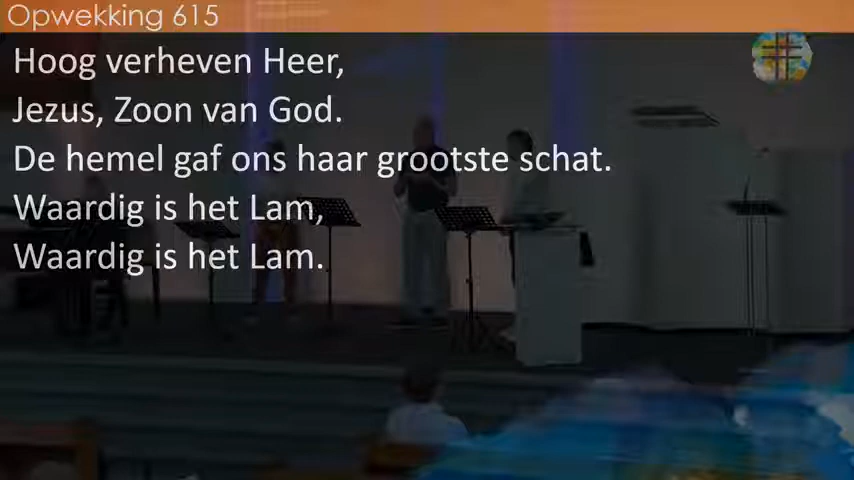 Opwekking 615
Hoog verheven Heer,
Jezus, Zoon van God.
De hemel gaf ons haar grootste schat.
Waardig is het Lam,
Waardig is het Lam.